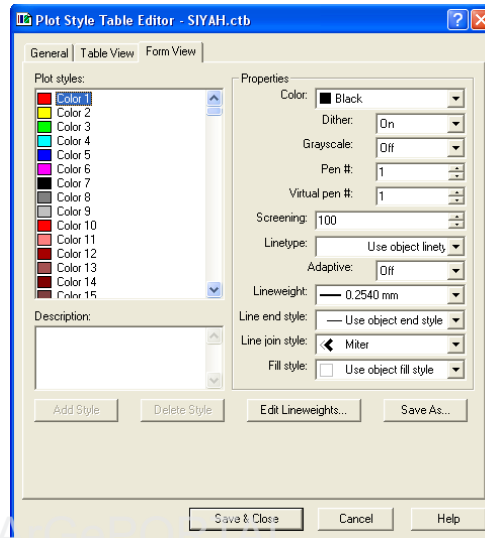 Plot Style Table Editor - SIYAH.ctb
General Table View Form View
Plot styles:
Color 1
Color 2
Color 3
Color 4
Color 5
Color 6
Color 7
Color 8
Color 9
Color 10
Color 11
Color 12
Color 13
Color 14
Color 15
Description:
Properties
Color: Black
Dither: On
Grayscale: Off
Pen #: 1
Virtual pen #: 1
Screening: 100
Linetype: Use object linety
Adaptive: Off
Lineweight: 0.2540 mm
Line end style: Use object end style
Line join style: Miter
Fill style: Use object fill style
Add Style Delete Style Edit Lineweights... Save As...
Save & Close Cancel Help